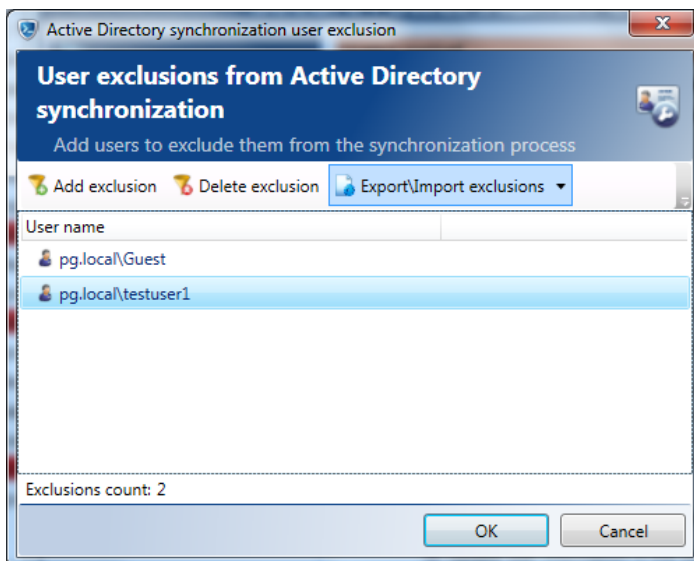 Active Directory synchronization user exclusion
User exclusions from Active Directory
synchronization
Add users to exclude them from the synchronization process
Add exclusion Delete exclusion Export\Import exclusions
User name
pg.local\Guest
pg.local\testuser1
Exclusions count: 2
OK Cancel